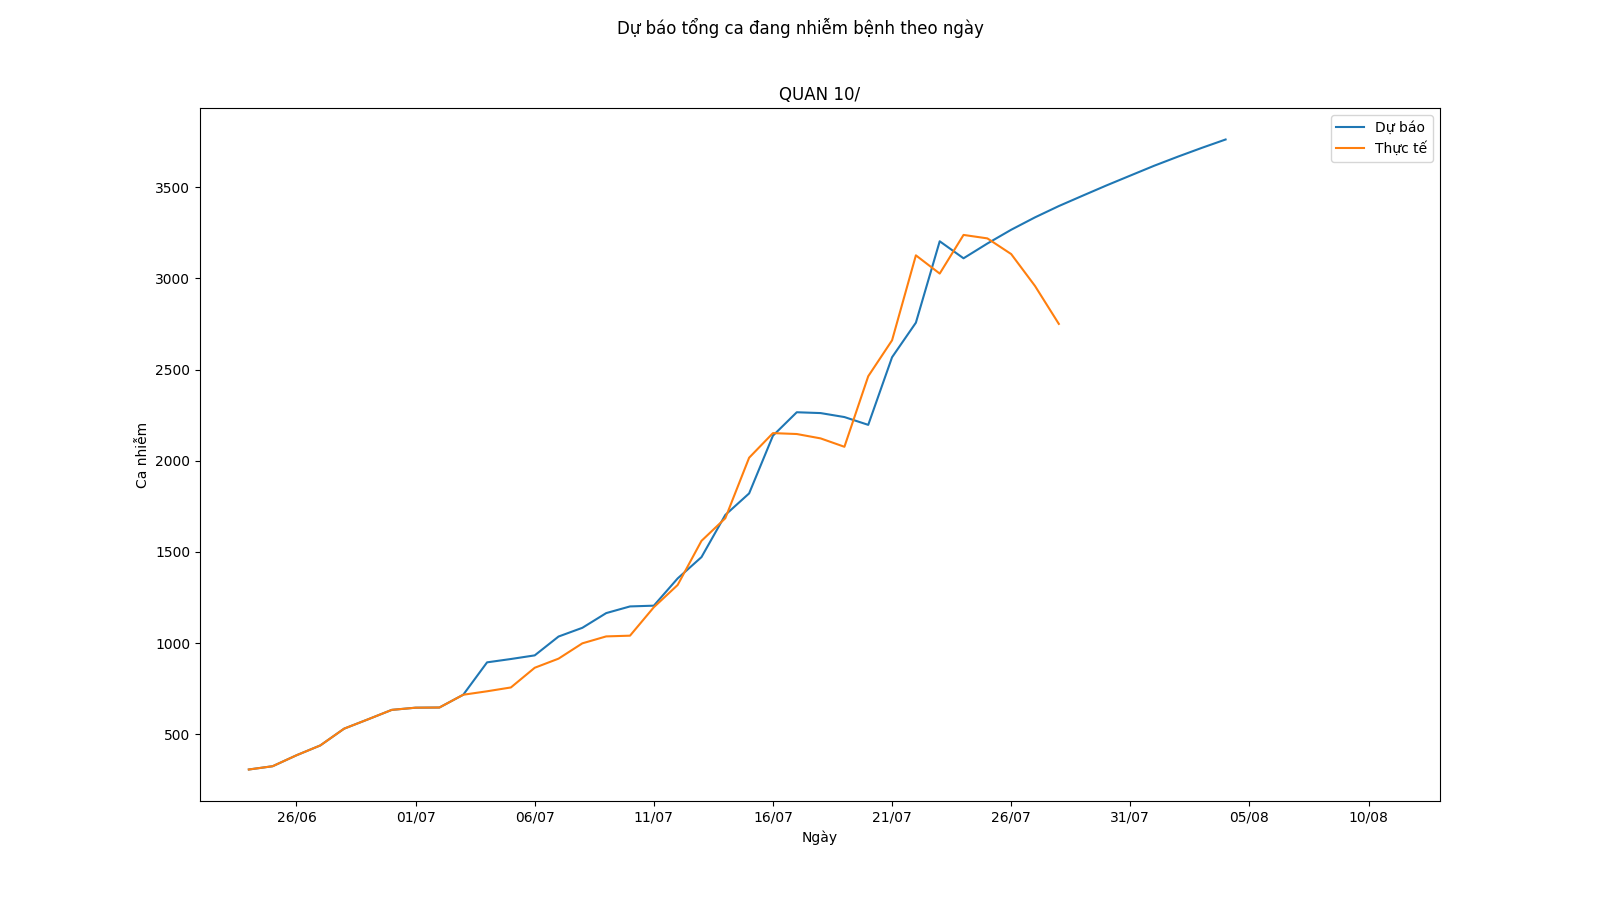 Dự báo tổng ca đang nhiễm bệnh theo ngày
QUAN 10/
Dự báo
Thực tế
Ca nhiễm
3500
3000
2500
2000
1500
1000
500
26/06 01/07 06/07 11/07 16/07 21/07 26/07 31/07 05/08 10/08
Ngày